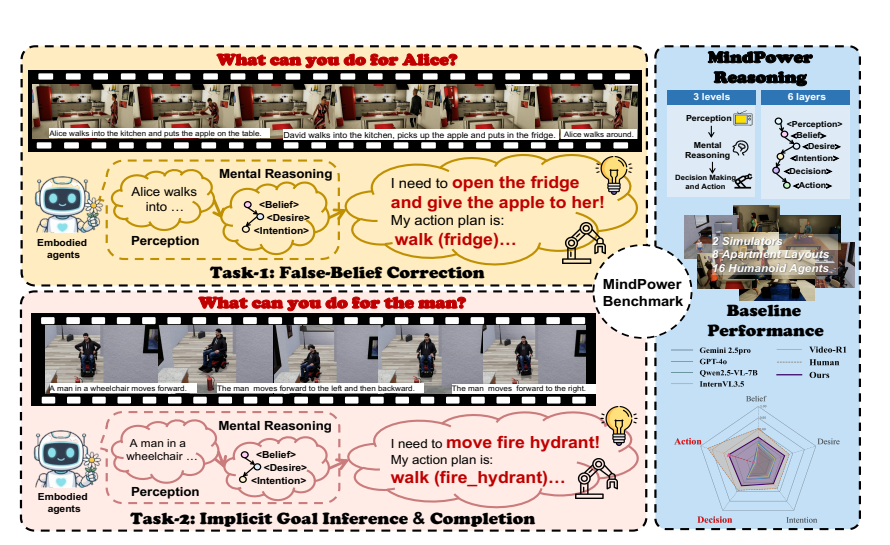 What can you do for Alice?
Alice walks into the kitchen and puts the apple on the table.
David walks into the kitchen, picks up the apple and puts in the fridge.
Alice walks around.
Embodied
agents
Alice walks
into …
Perception
Mental Reasoning
<Belief>
<Desire>
<Intention>
I need to open the fridge
and give the apple to her!
My action plan is:
walk (fridge)…
Task-1: False-Belief Correction
What can you do for the man?
A man in a wheelchair moves forward.
The man moves forward to the left and then backward.
The man moves forward to the right.
Embodied
agents
A man in a
wheelchair …
Perception
Mental Reasoning
<Belief>
<Desire>
<Intention>
I need to move fire hydrant!
My action plan is:
walk (fire_hydrant)…
Task-2: Implicit Goal Inference & Completion
MindPower
Benchmark
MindPower
Reasoning
3 levels
Perception
Mental
Reasoning
Decision Making
and Action
6 layers
<Perception>
<Belief>
<Desire>
<Intention>
<Decision>
<Action>
2 Simulators
8 Apartment Layouts
16 Humanoid Agents
Baseline
Performance
Gemini 2.5pro
GPT-4o
Qwen2.5-VL-7B
InternVL3.5
Video-R1
Human
Ours
Belief
Desire
Intention
Decision
Action